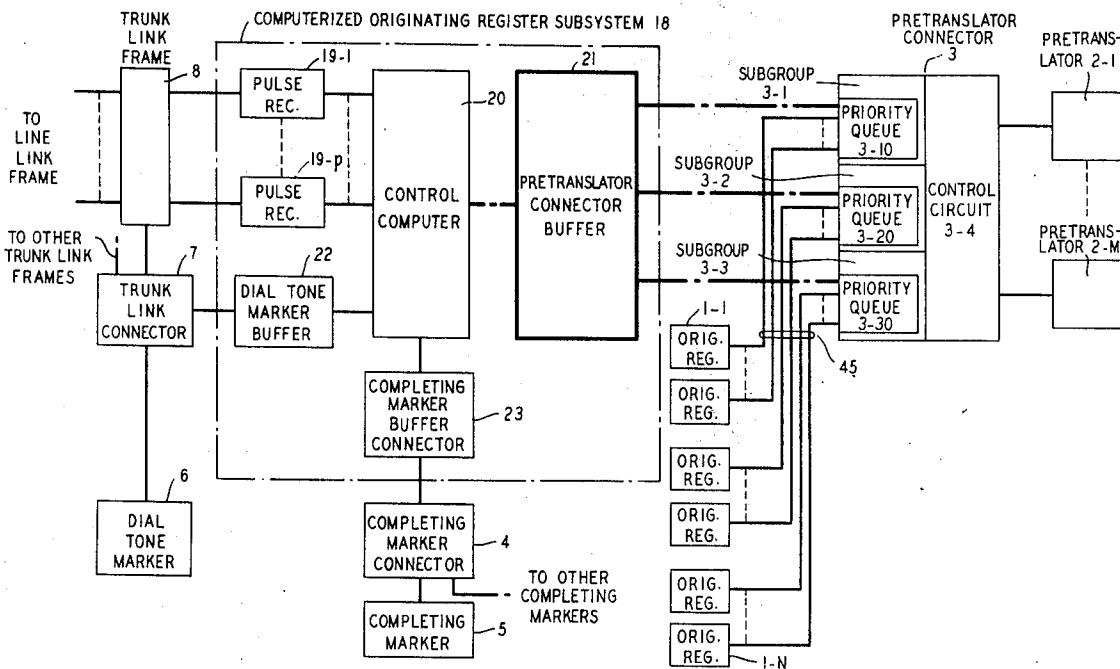 COMPUTERIZED ORIGINATING REGISTER SUBSYSTEM 18
TRUNK
LINK
FRAME
8
TO
LINE
LINK
FRAME
19-1
PULSE
REC.
19-P
PULSE
REC.
20
CONTROL
COMPUTER
21
PRETRANSLATOR
CONNECTOR
BUFFER
PRETRANSLATOR
CONNECTOR
3
SUBGROUP
3-1
PRIORITY
QUEUE
3-10
SUBGROUP
3-2
PRIORITY
QUEUE
3-20
SUBGROUP
3-3
PRIORITY
QUEUE
3-30
CONTROL
CIRCUIT
3-4
PRETRANS-
LATOR 2-1
PRETRANS-
LATOR 2-M
TO OTHER
TRUNK LINK
FRAMES
7
TRUNK
LINK
CONNECTOR
22
DIAL TONE
MARKER
BUFFER
COMPLETING
MARKER
BUFFER
CONNECTOR
23
6
DIAL
TONE
MARKER
COMPLETING
MARKER
CONNECTOR
4
TO OTHER
COMPLETING
MARKERS
COMPLETING
MARKER
5
1-1
ORIG.
REG.
45
ORIG.
REG.
ORIG.
REG.
ORIG.
REG.
ORIG.
REG.
ORIG.
REG.
1-N